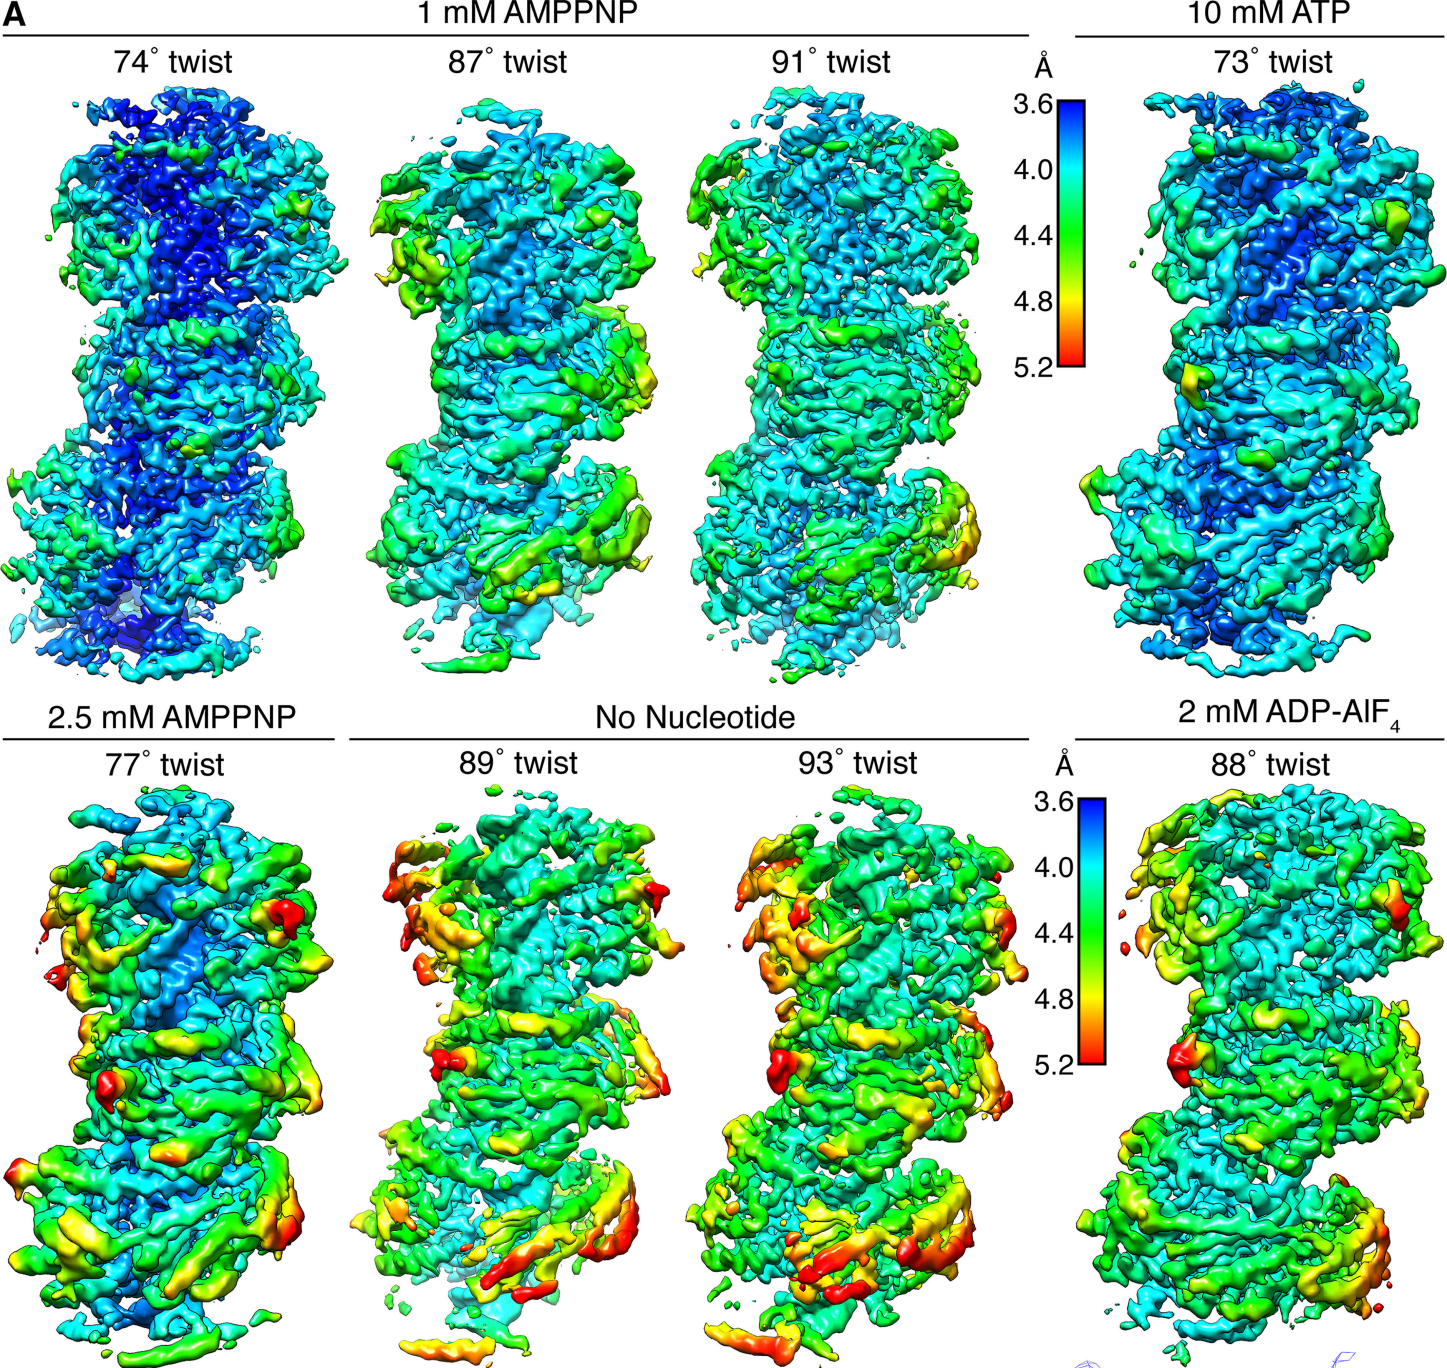 A
1 mM AMPPNP
10 mM ATP
74° twist
87° twist
91° twist
Å
73° twist
3.6
4.0
4.4
4.8
5.2
2.5 mM AMPPNP
No Nucleotide
2 mM ADP-AlF4
77° twist
89° twist
93° twist
Å
88° twist
3.6
4.0
4.4
4.8
5.2